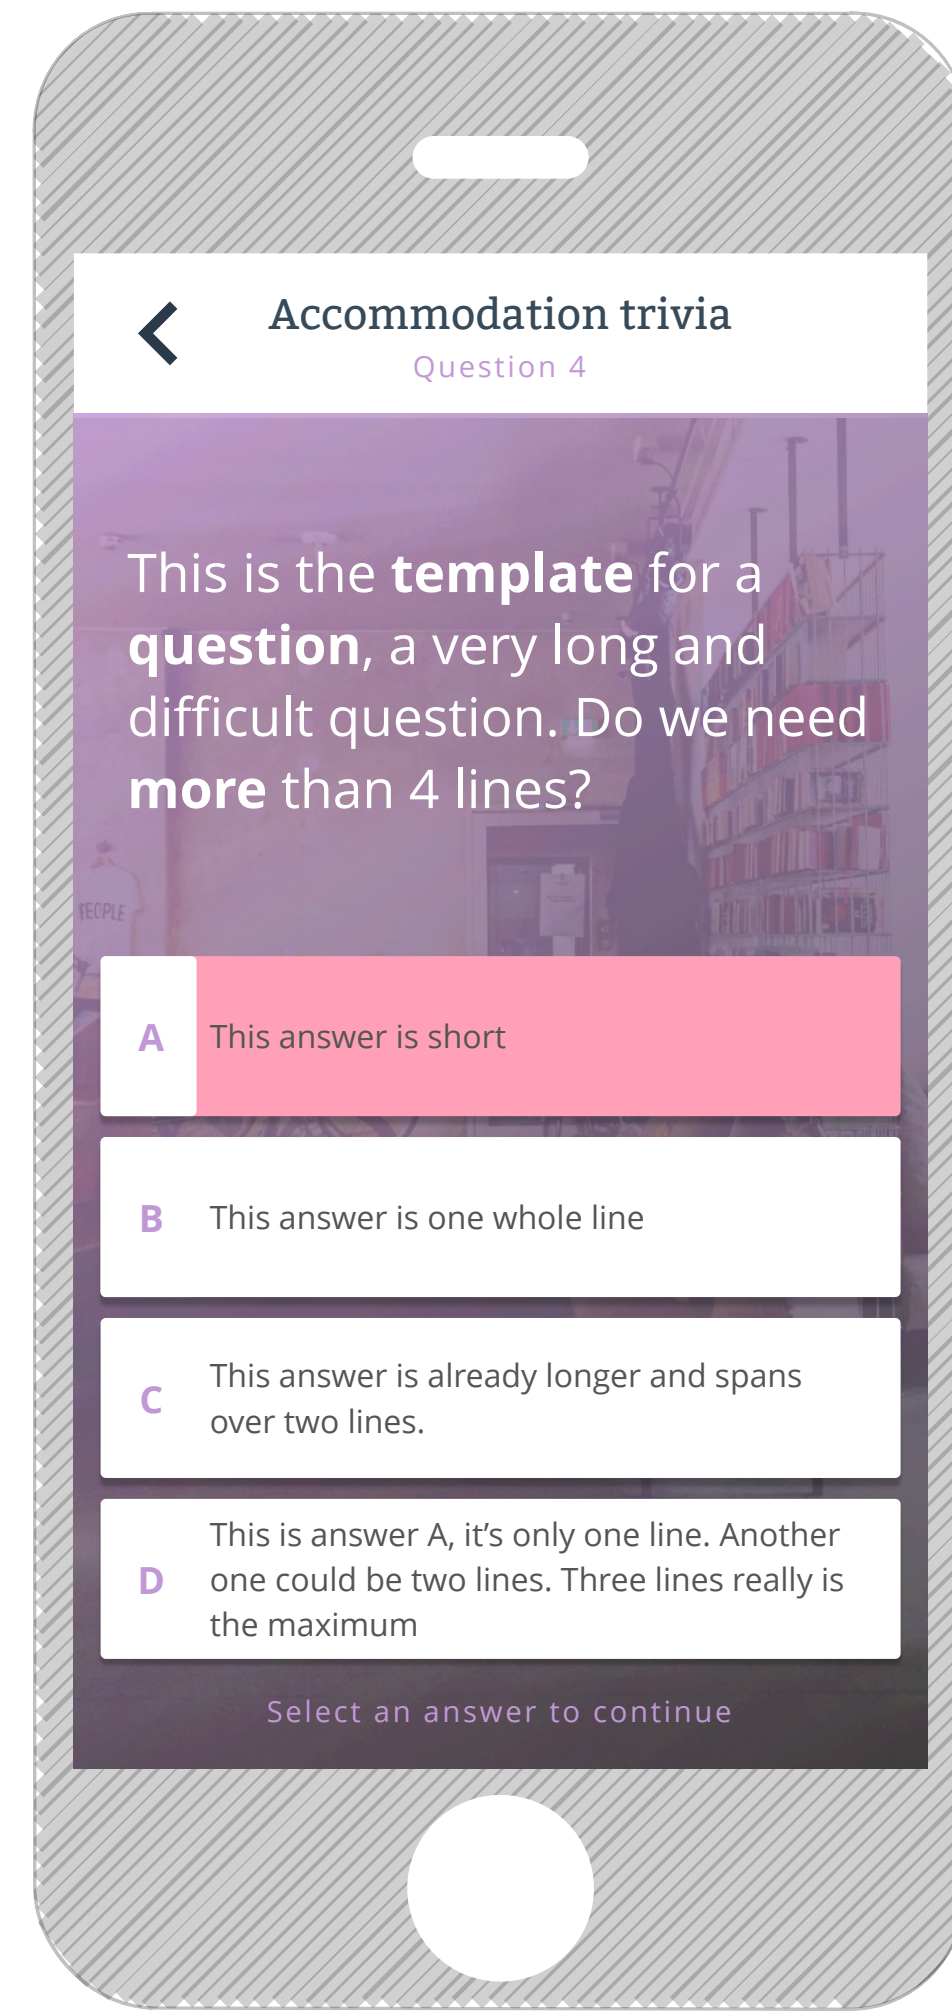 Accommodation trivia
Question 4
This is the template for a
question, a very long and
difficult question. Do we need
more than 4 lines?
PEOPLE
A This answer is short
B This answer is one whole line
C This answer is already longer and spans
over two lines.
D This is answer A, it’s only one line. Another
one could be two lines. Three lines really is
the maximum
Select an answer to continue